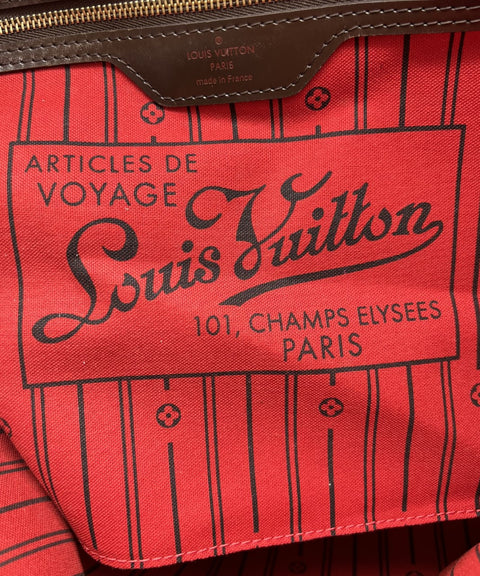 LOUIS VUITTON
PARIS
made in France
ARTICLES DE
VOYAGE
Louis Vuitton
101, CHAMPS ELYSEES
PARIS